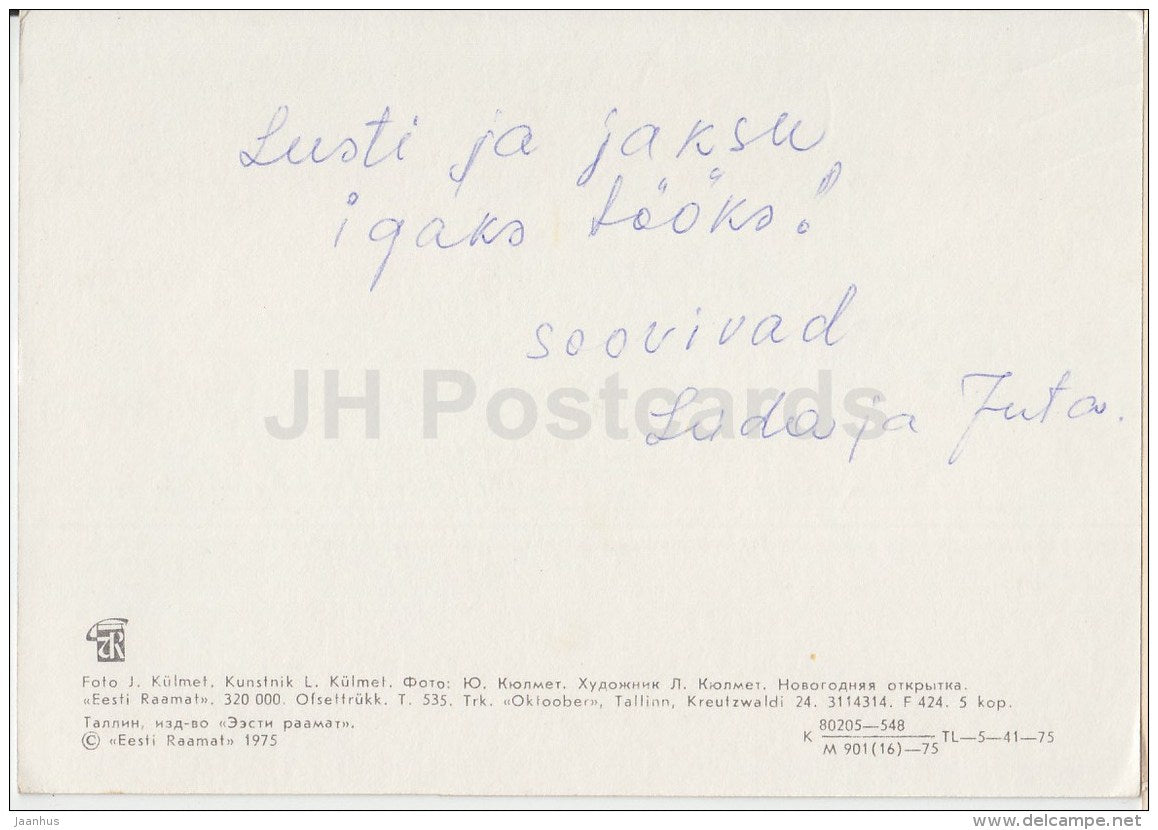 Lusti ja jaksu
igaks tööks!
soovivad
Luda ja Juta.
JH Postcards
Foto J. Külmet. Kunstnik L. Külmet. Фото: Ю. Кюлмет. Художник Л. Кюлмет. Новогодняя открытка.
«Eesti Raamat». 320 000. Ofsettrükk. T. 535. Trk. «Oktoober», Tallinn, Kreutzwaldi 24. 3114314. F 424. 5 kop.
Таллин, изд-во «Ээсти раамат».
© «Eesti Raamat» 1975
K 80205—548 TL—5—41—75
M 901(16)—75
Jaanhus
delcampe.net